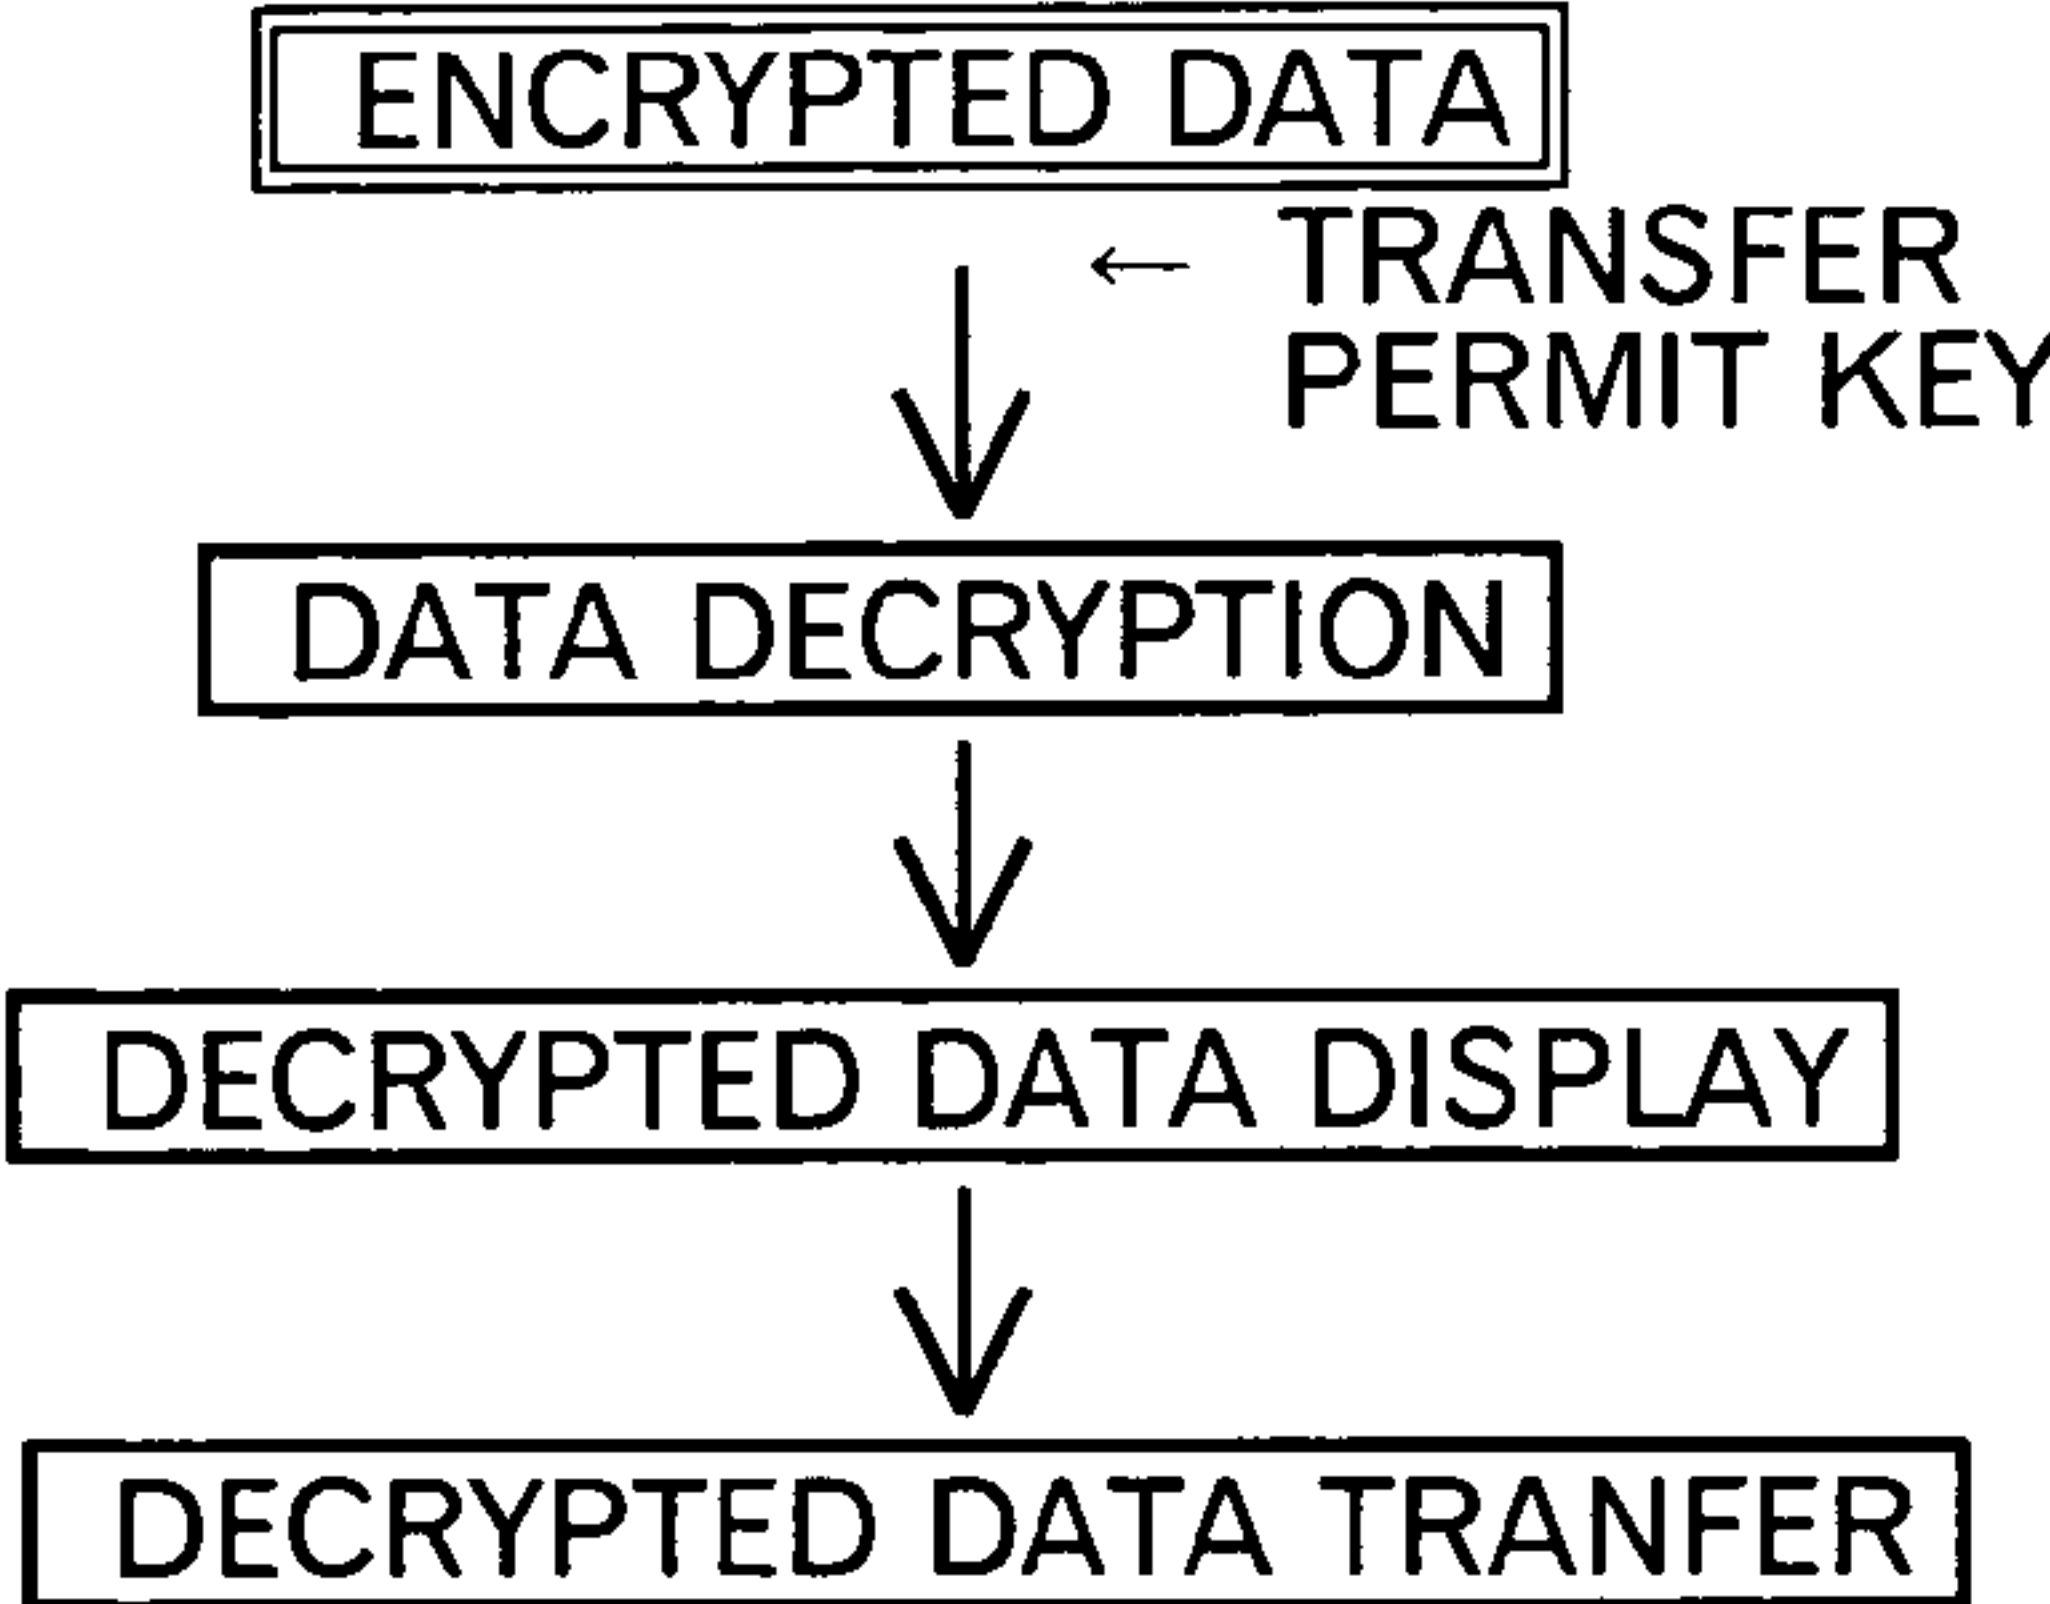 ENCRYPTED DATA
← TRANSFER
PERMIT KEY
DATA DECRYPTION
DECRYPTED DATA DISPLAY
DECRYPTED DATA TRANFER